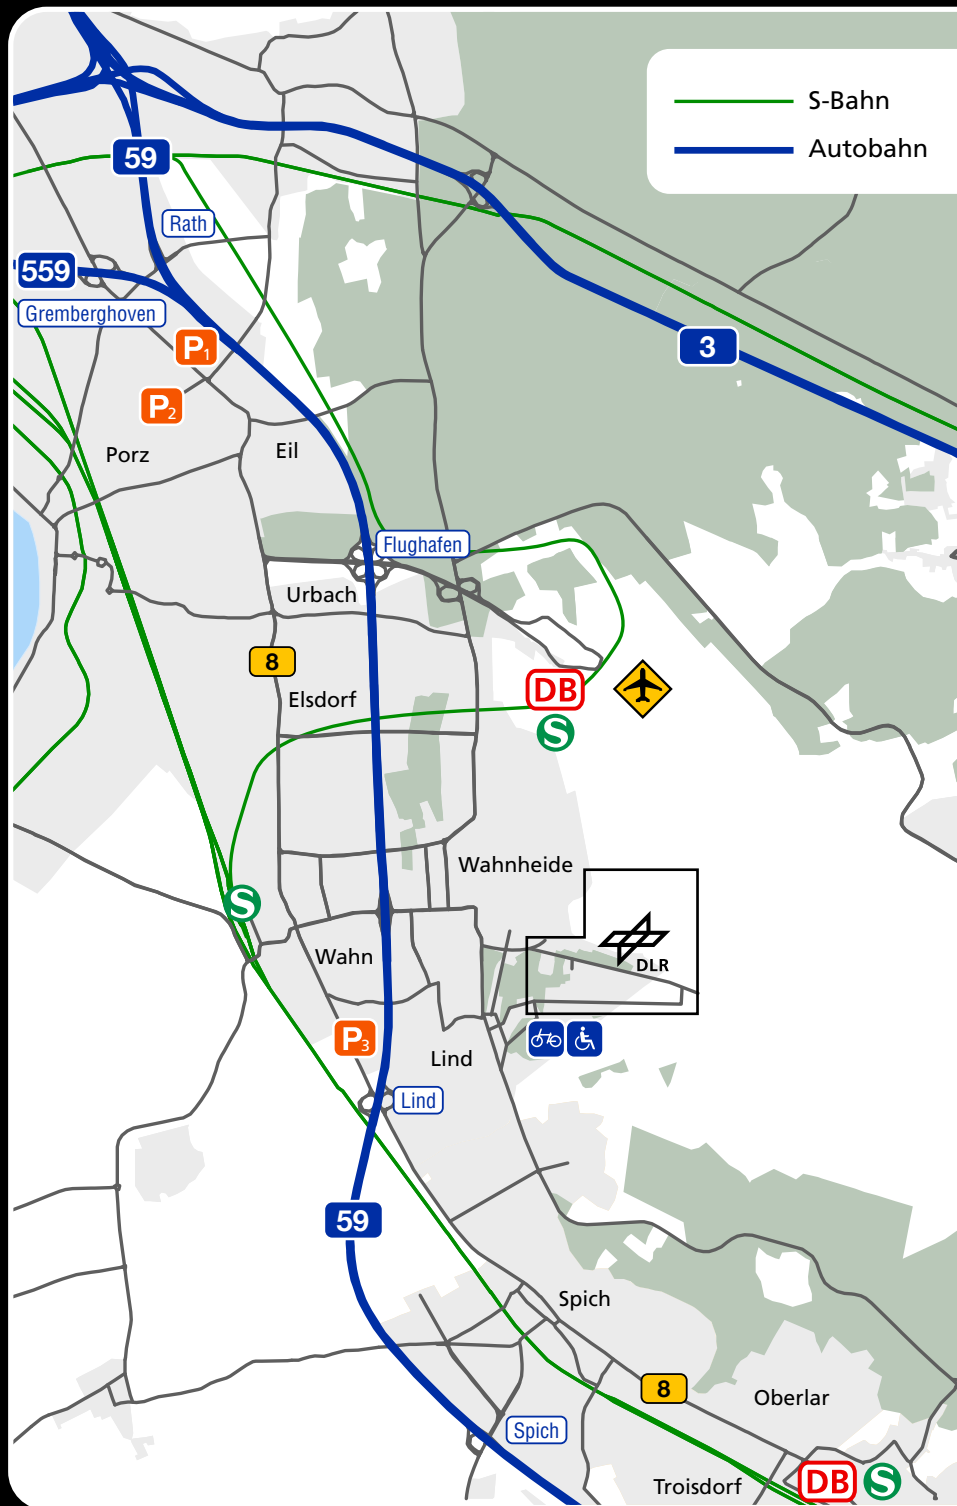 S-Bahn
Autobahn
59
Rath
559
Gremberghoven
P1
3
P2
Porz
Eil
Flughafen
Urbach
8
Elsdorf
DB
S
Wahnheide
S
Wahn
DLR
P3
Lind
Lind
59
Spich
8
Oberlar
Spich
Troisdorf
DB
S